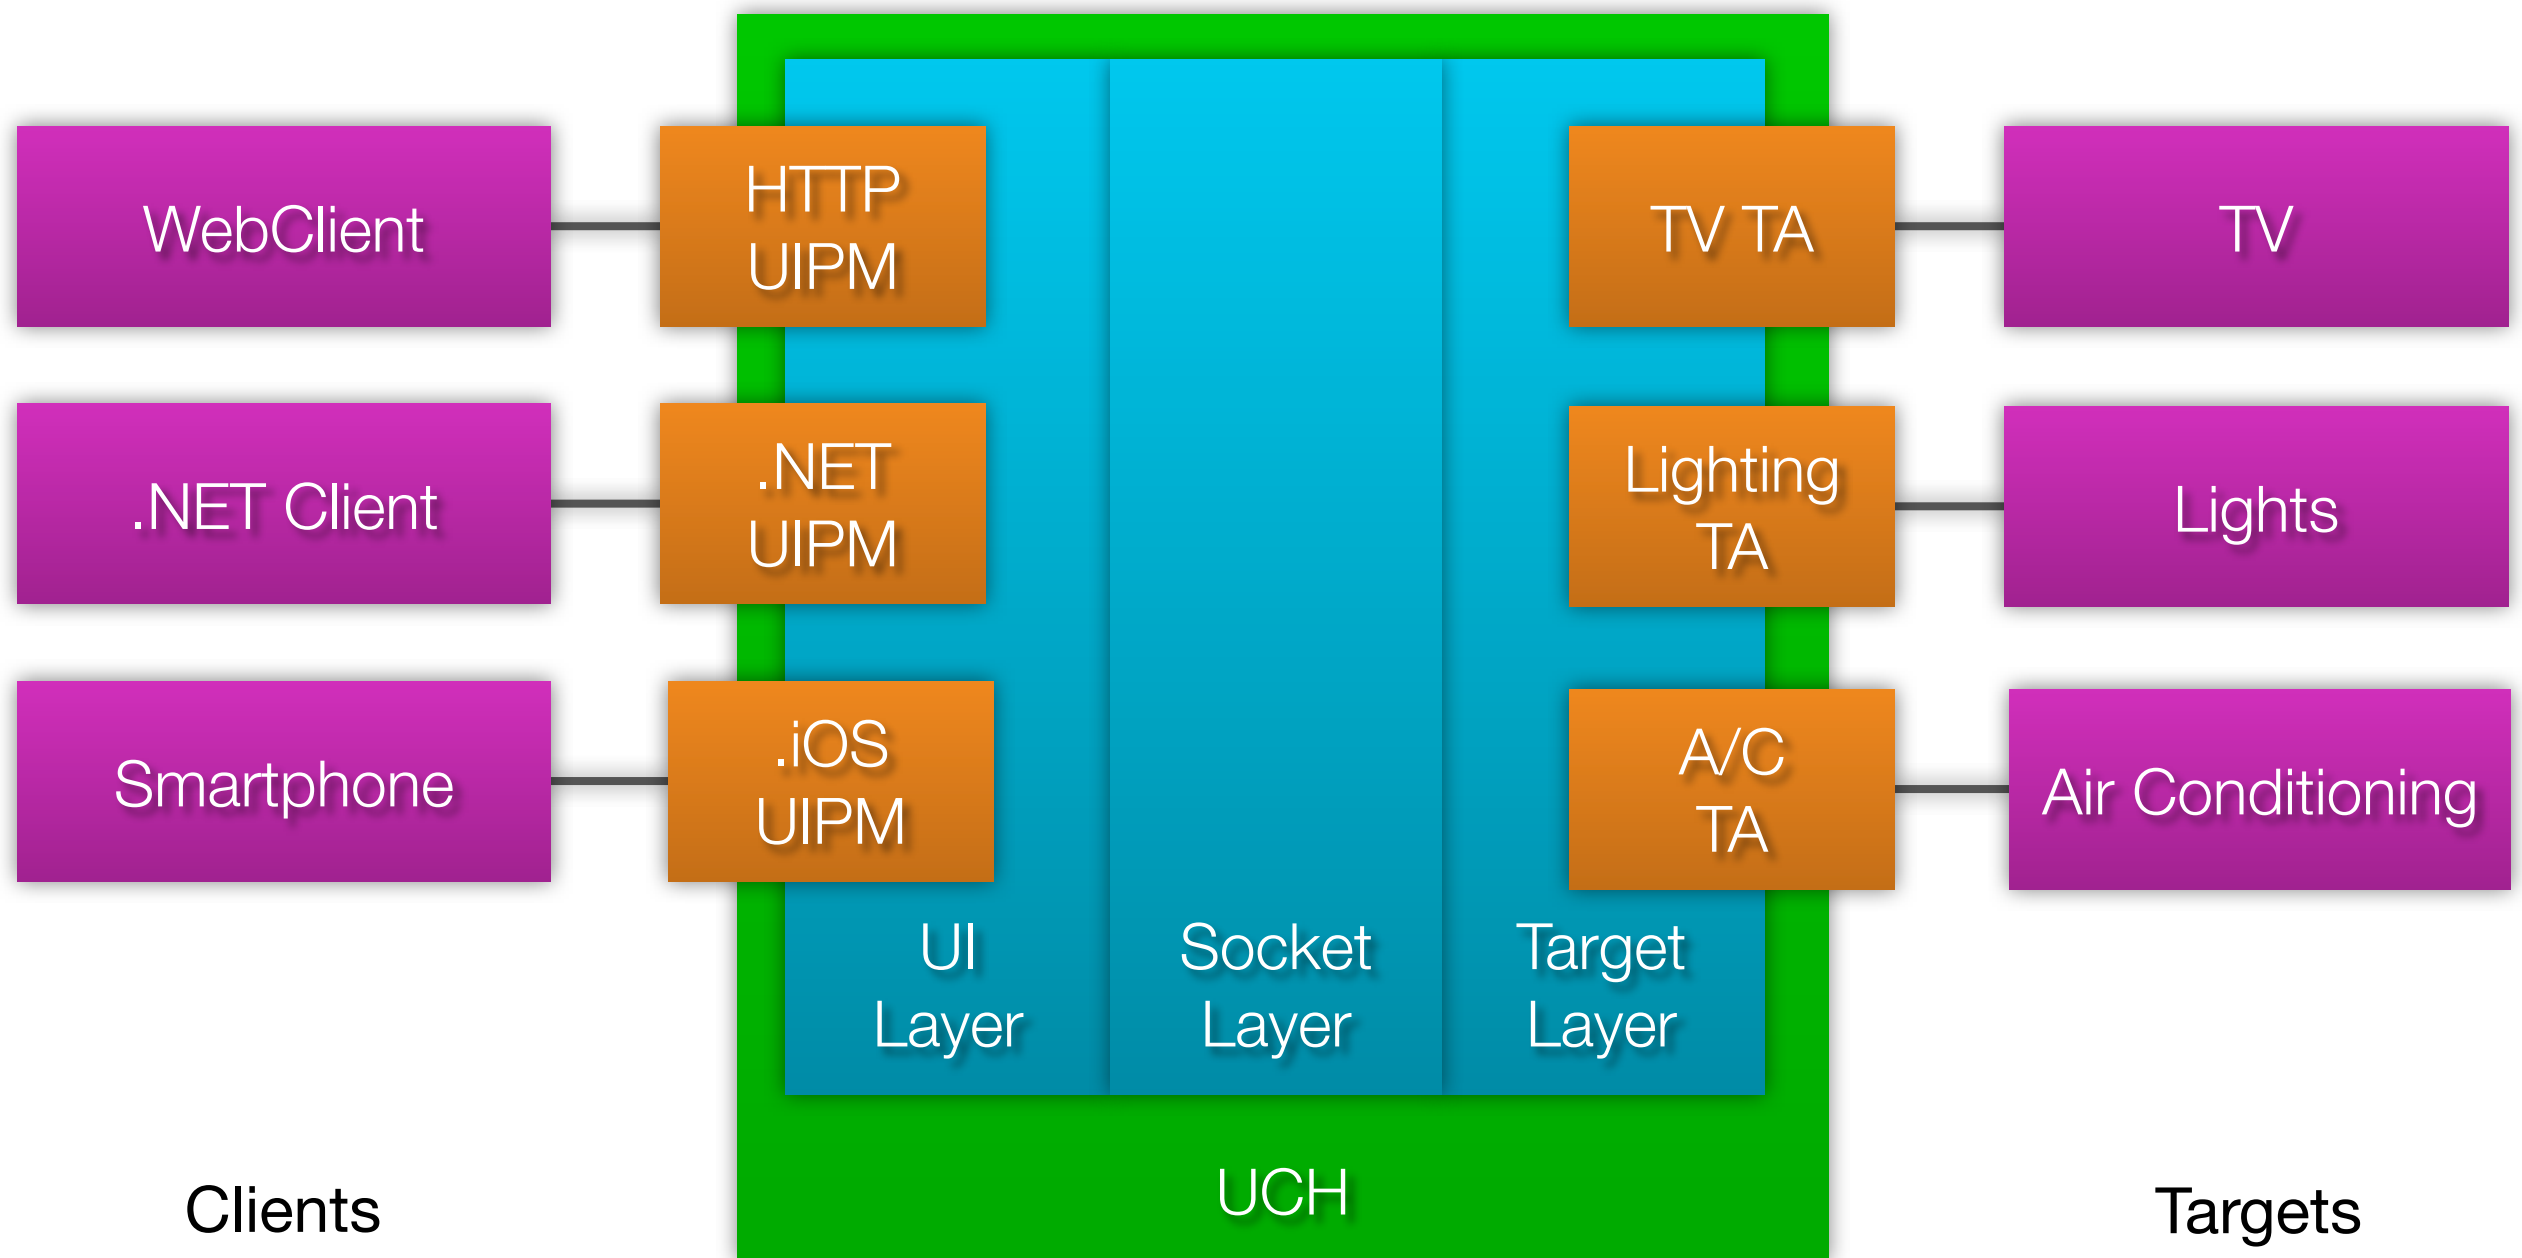 WebClient
HTTP
UIPM
TV TA
TV
.NET Client
.NET
UIPM
Lighting
TA
Lights
Smartphone
.iOS
UIPM
A/C
TA
Air Conditioning
UI
Layer
Socket
Layer
Target
Layer
Clients
UCH
Targets